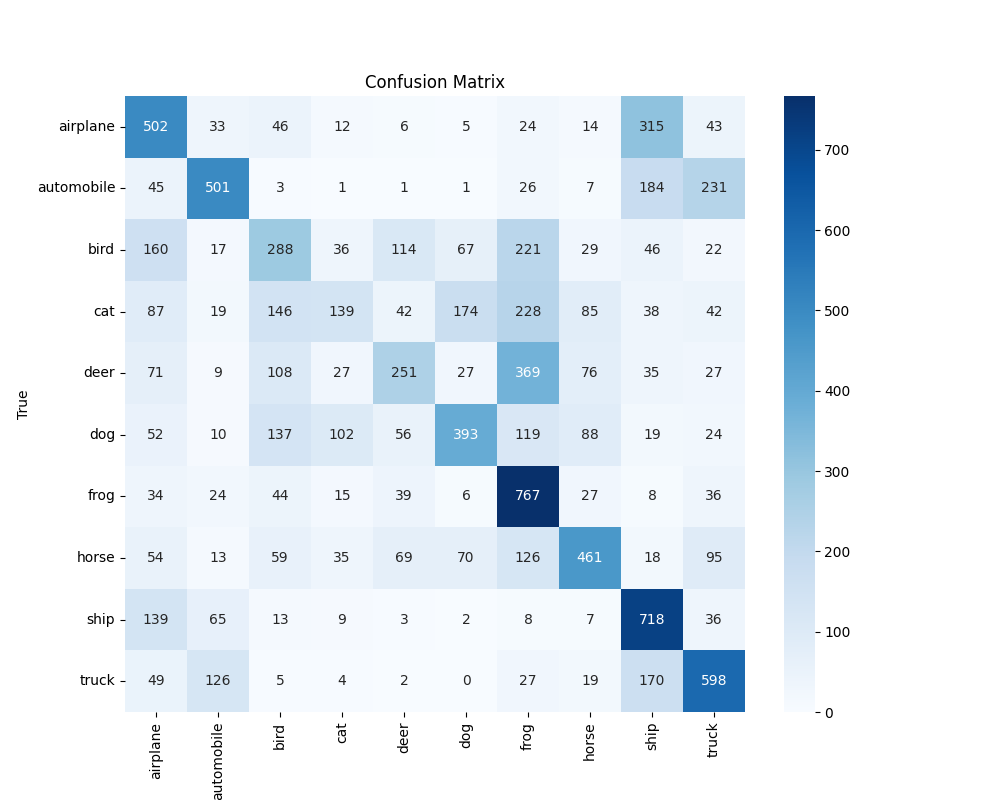 Confusion Matrix
airplane 502 33 46 12 6 5 24 14 315 43
automobile 45 501 3 1 1 1 26 7 184 231
bird 160 17 288 36 114 67 221 29 46 22
cat 87 19 146 139 42 174 228 85 38 42
deer 71 9 108 27 251 27 369 76 35 27
dog 52 10 137 102 56 393 119 88 19 24
frog 34 24 44 15 39 6 767 27 8 36
horse 54 13 59 35 69 70 126 461 18 95
ship 139 65 13 9 3 2 8 7 718 36
truck 49 126 5 4 2 0 27 19 170 598
True
airplane automobile bird cat deer dog frog horse ship truck
700
600
500
400
300
200
100
0